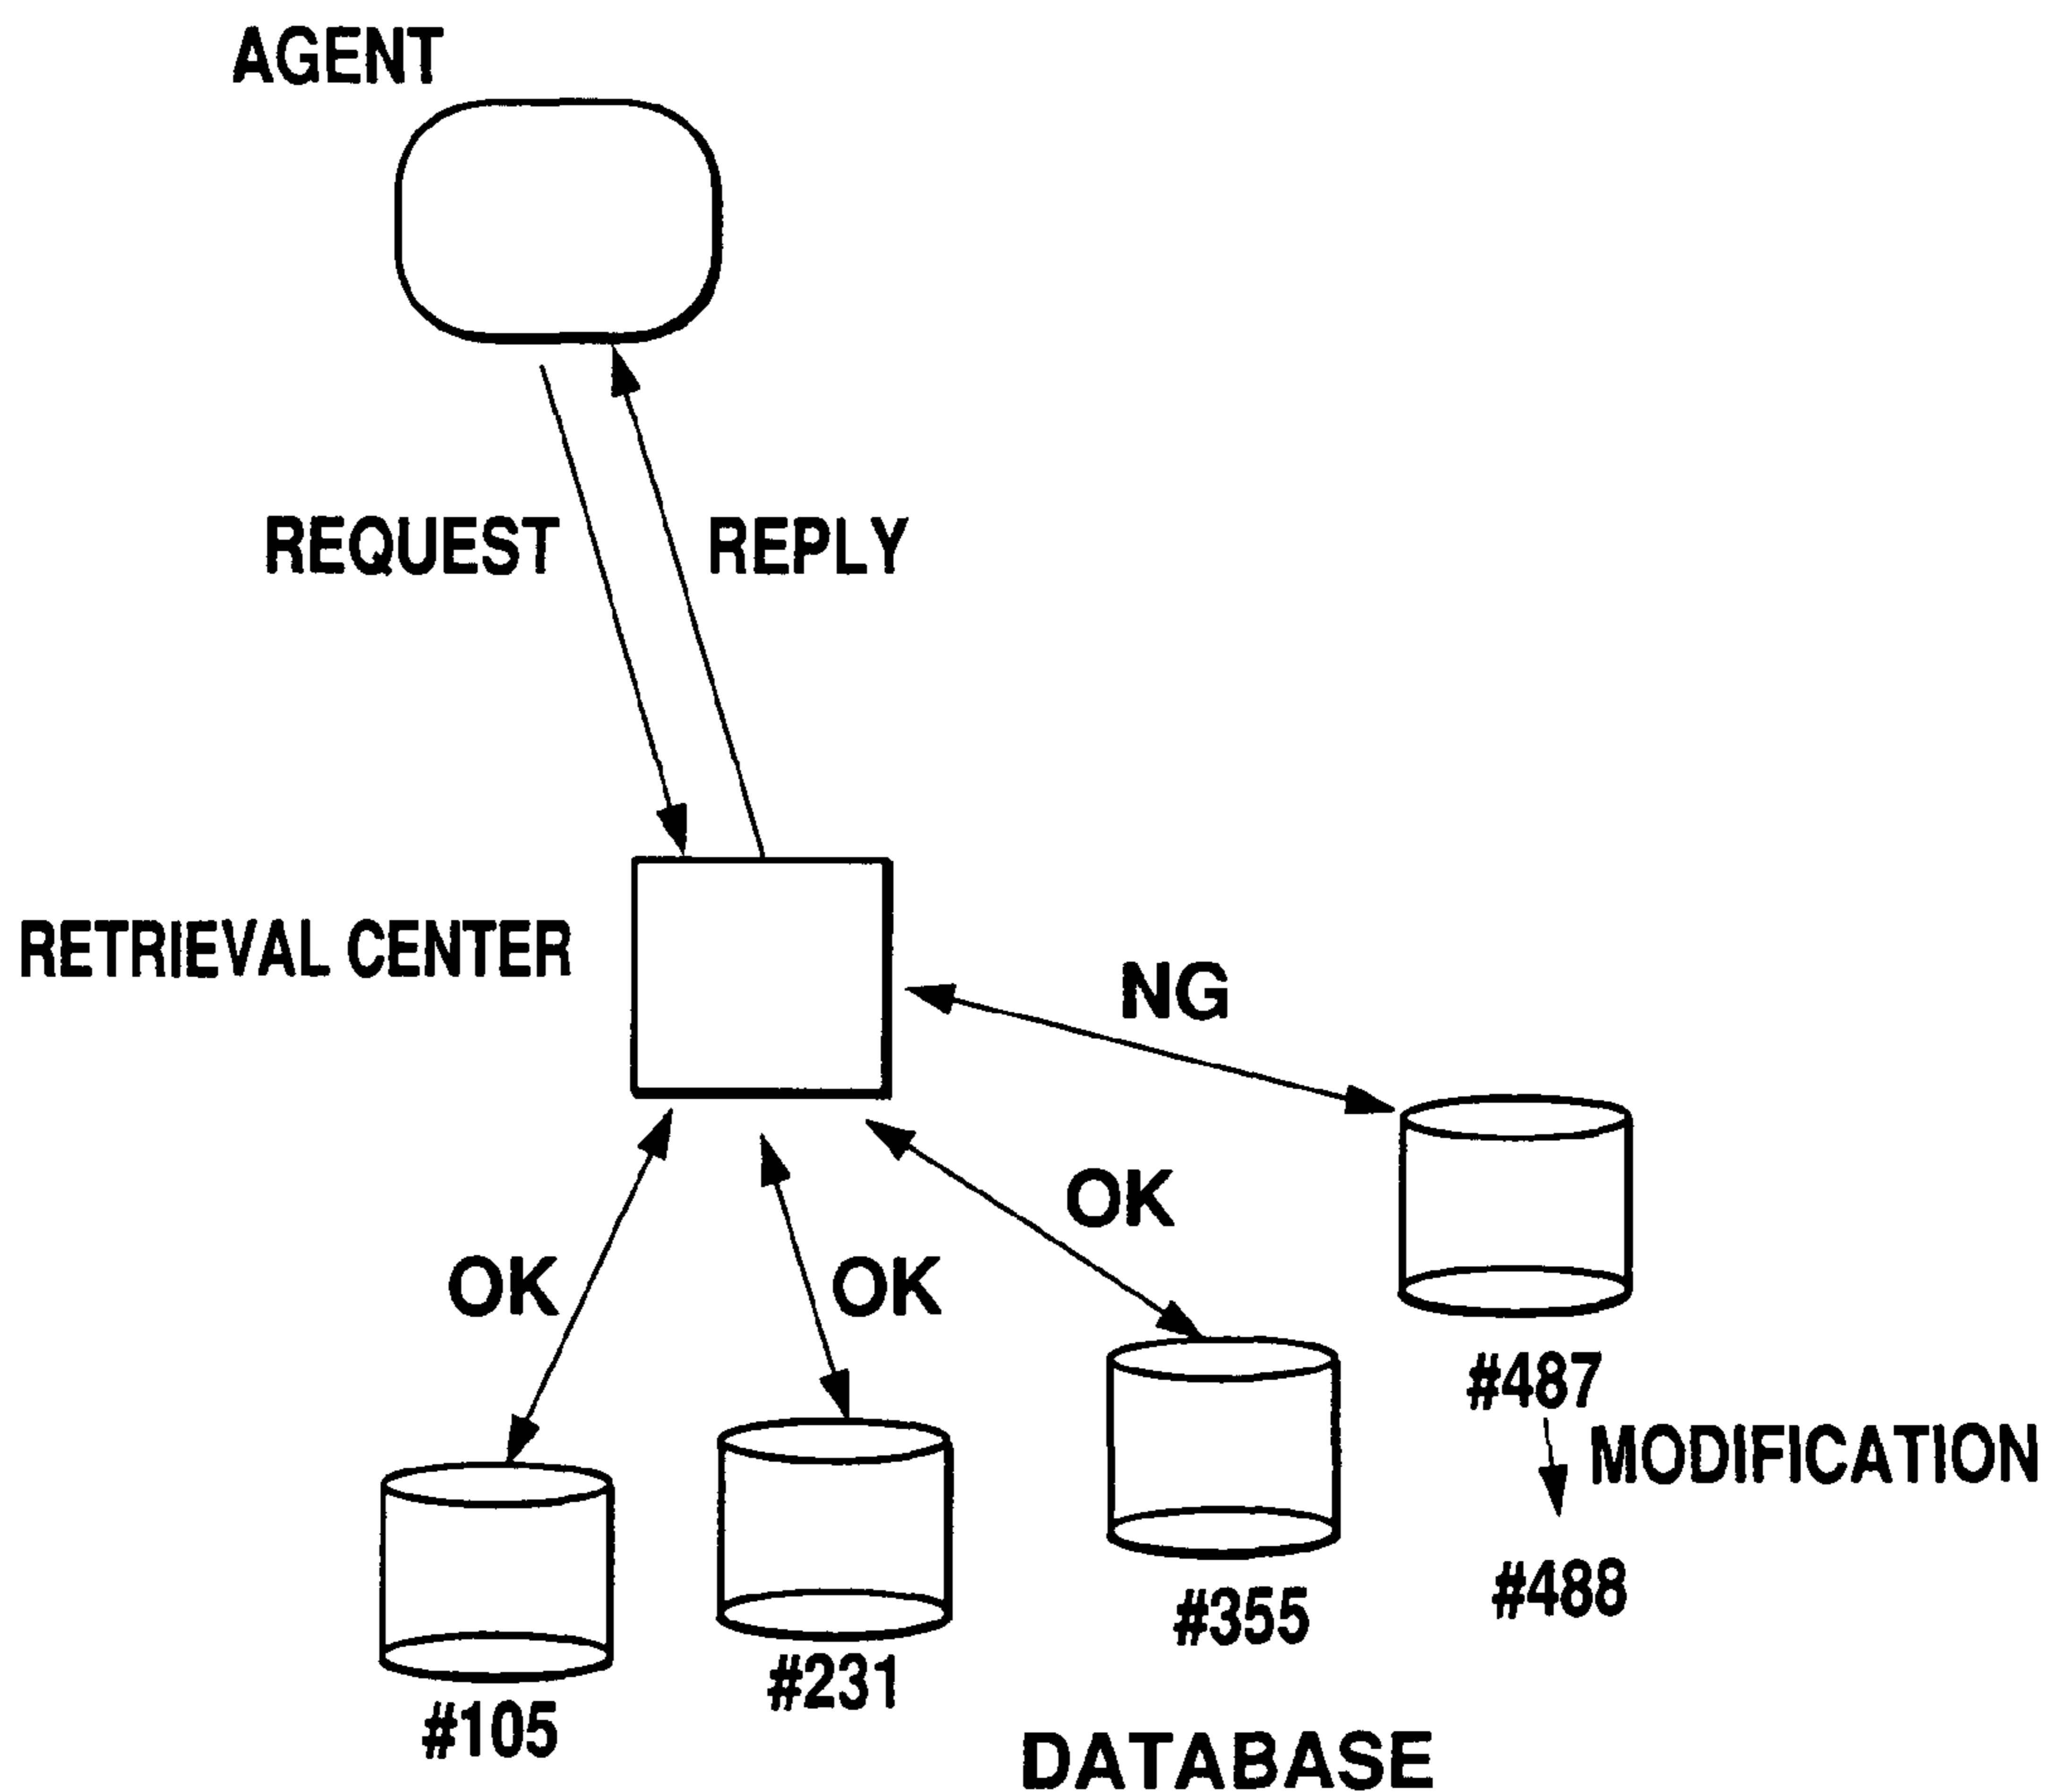 AGENT
REQUEST
REPLY
RETRIEVAL CENTER
NG
OK
OK
OK
#487
MODIFICATION
#488
#355
#231
#105
DATABASE